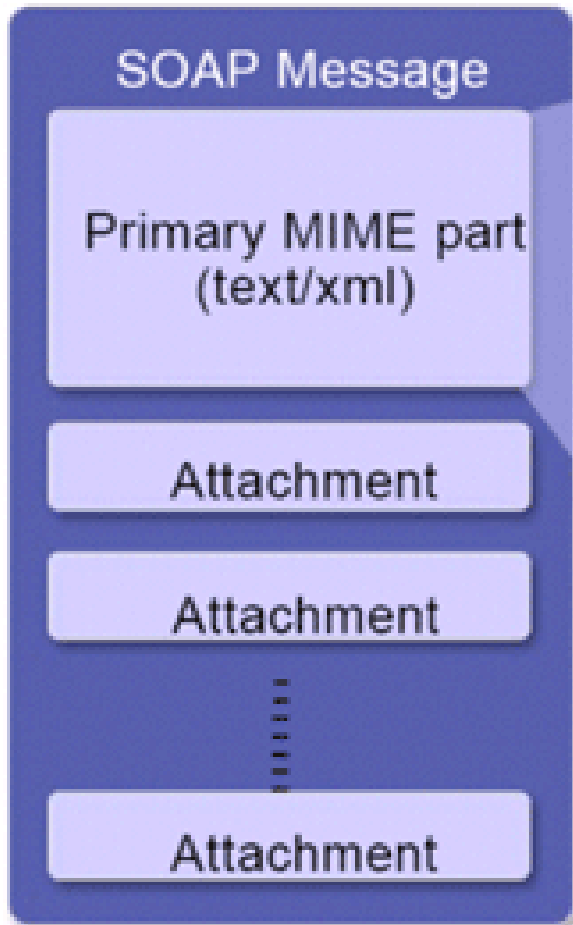 SOAP Message
Primary MIME part
(text/xml)
Attachment
Attachment
Attachment